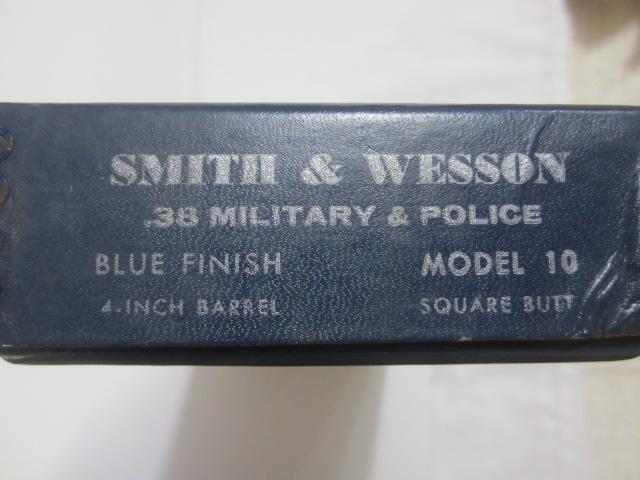 SMITH & WESSON
.38 MILITARY & POLICE
BLUE FINISH MODEL 10
4-INCH BARREL SQUARE BUTT